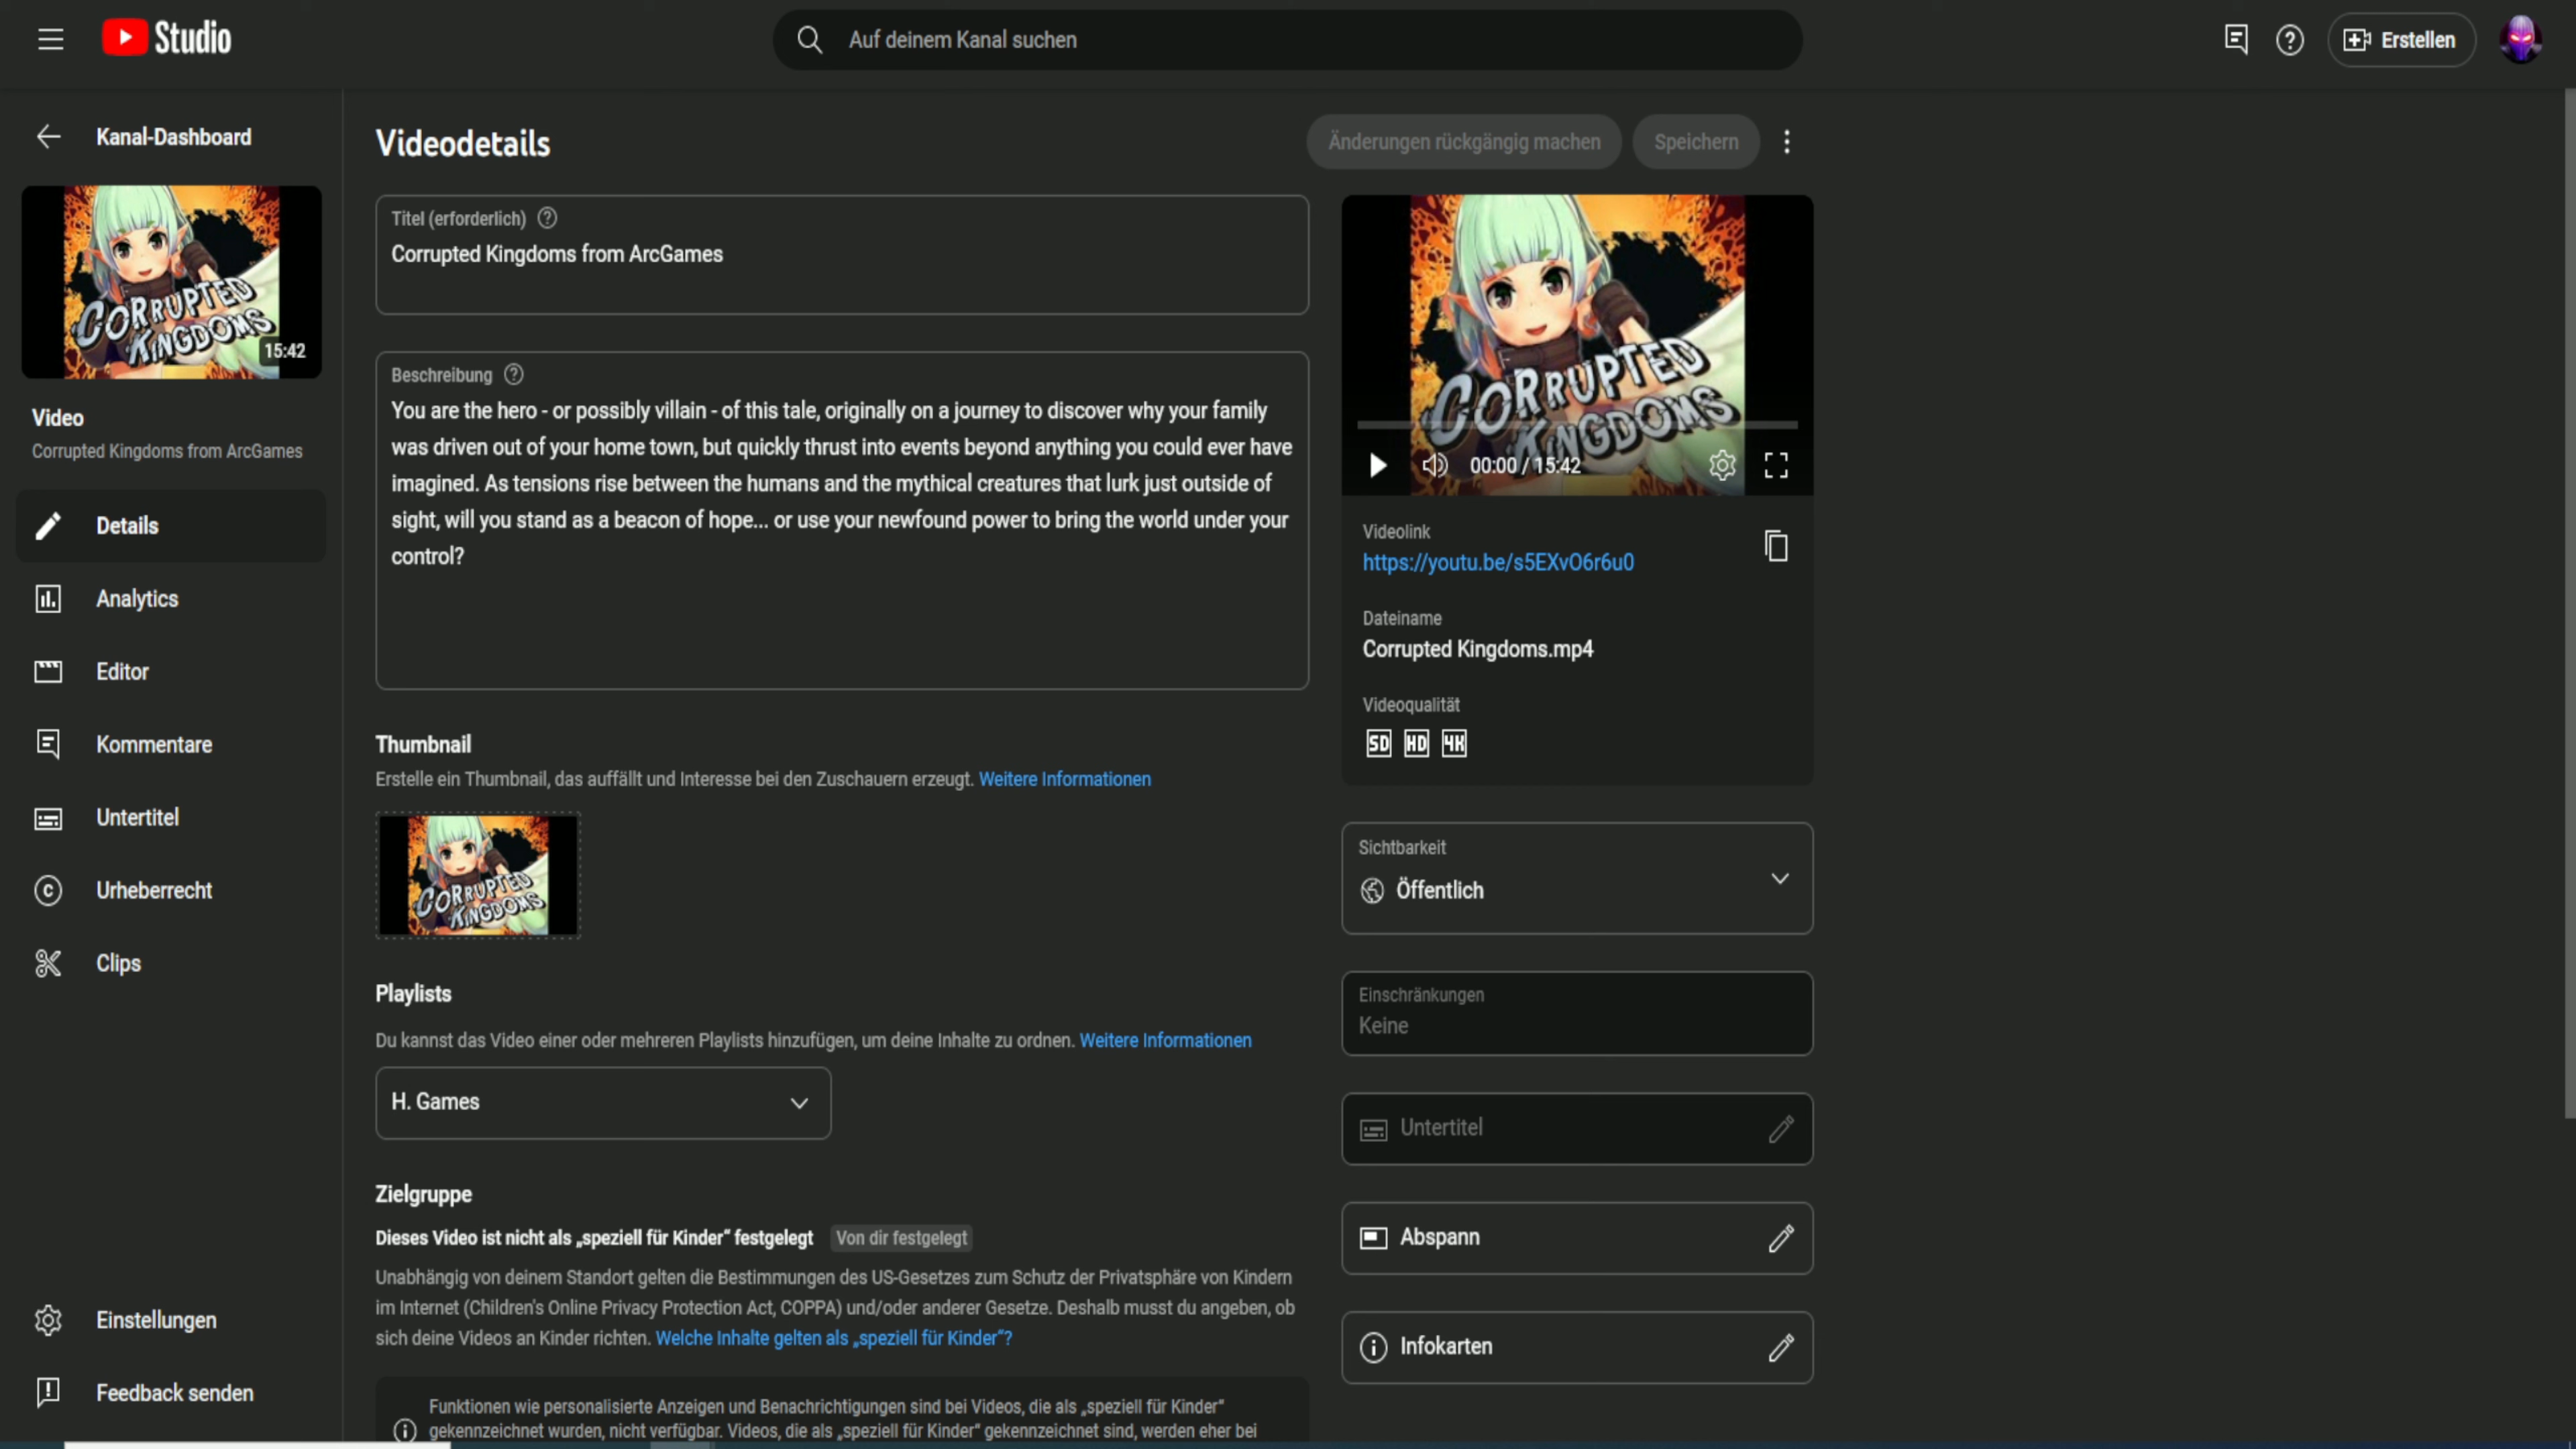 Studio
Auf deinem Kanal suchen
Erstellen
Kanal-Dashboard
CORRUPTED
KINGDOMS
15:42
Video
Corrupted Kingdoms from ArcGames
Details
Analytics
Editor
Kommentare
Untertitel
Urheberrecht
Clips
Einstellungen
Feedback senden
Videodetails
Änderungen rückgängig machen
Speichern
Titel (erforderlich)
Corrupted Kingdoms from ArcGames
Beschreibung
You are the hero - or possibly villain - of this tale, originally on a journey to discover why your family
was driven out of your home town, but quickly thrust into events beyond anything you could ever have
imagined. As tensions rise between the humans and the mythical creatures that lurk just outside of
sight, will you stand as a beacon of hope... or use your newfound power to bring the world under your
control?
Thumbnail
Erstelle ein Thumbnail, das auffällt und Interesse bei den Zuschauern erzeugt. Weitere Informationen
CORRUPTED
KINGDOMS
Playlists
Du kannst das Video einer oder mehreren Playlists hinzufügen, um deine Inhalte zu ordnen. Weitere Informationen
H. Games
Zielgruppe
Dieses Video ist nicht als „speziell für Kinder“ festgelegt Von dir festgelegt
Unabhängig von deinem Standort gelten die Bestimmungen des US-Gesetzes zum Schutz der Privatsphäre von Kindern
im Internet (Children's Online Privacy Protection Act, COPPA) und/oder anderer Gesetze. Deshalb musst du angeben, ob
sich deine Videos an Kinder richten. Welche Inhalte gelten als „speziell für Kinder“?
Funktionen wie personalisierte Anzeigen und Benachrichtigungen sind bei Videos, die als „speziell für Kinder“
gekennzeichnet wurden, nicht verfügbar. Videos, die als „speziell für Kinder“ gekennzeichnet sind, werden eher bei
CORRUPTED
KINGDOMS
00:00 / 15:42
Videolink
https://youtu.be/s5EXvO6r6u0
Dateiname
Corrupted Kingdoms.mp4
Videoqualität
SD HD 4K
Sichtbarkeit
Öffentlich
Einschränkungen
Keine
Untertitel
Abspann
Infokarten